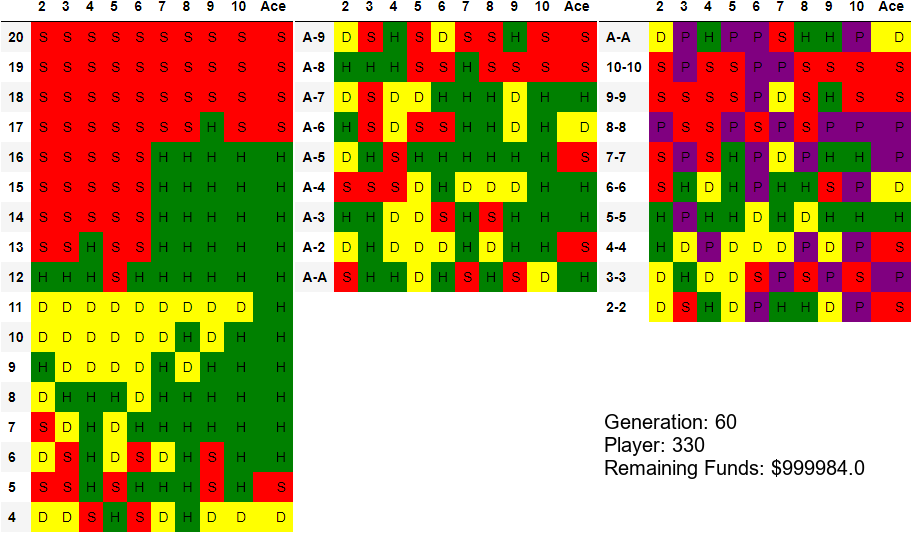 2 3 4 5 6 7 8 9 10 Ace
20 S S S S S S S S S S
19 S S S S S S S S S S
18 S S S S S S S S S S
17 S S S S S S S H S S
16 S S S S S H H H H H
15 S S S S S H H H H H
14 S S S S S H H H H H
13 S S H S S H H H H H
12 H H H S H H H H H H
11 D D D D D D D D D H
10 D D D D D D H D H H
9 H D D D D H D H H H
8 D H H H D H H H H H
7 S D H D H H H H H H
6 D S H D S D H S H H
5 S S H S H H H S H S
4 D D S H S D H D D D
2 3 4 5 6 7 8 9 10 Ace
A-9 D S H S D S S H S S
A-8 H H H S S H S S S S
A-7 D S D D H H H D H H
A-6 H S D S S H H D H D
A-5 D H S H H H H H H S
A-4 S S S D H D D D H H
A-3 H H D D S H S H H H
A-2 D H D D D H D H H S
A-A S H H D H S H S D H
2 3 4 5 6 7 8 9 10 Ace
A-A D P H P P S H H P D
10-10 S P S S P P S S S S
9-9 S S S S P D S H S S
8-8 P S S P S P S P P P
7-7 S P S H P D P H H P
6-6 S H D H P H H S P D
5-5 H P H H D H D H H H
4-4 H D P D D D P D P S
3-3 D H D D S P S P S P
2-2 D S H D P H H D P S
Generation: 60
Player: 330
Remaining Funds: $999984.0